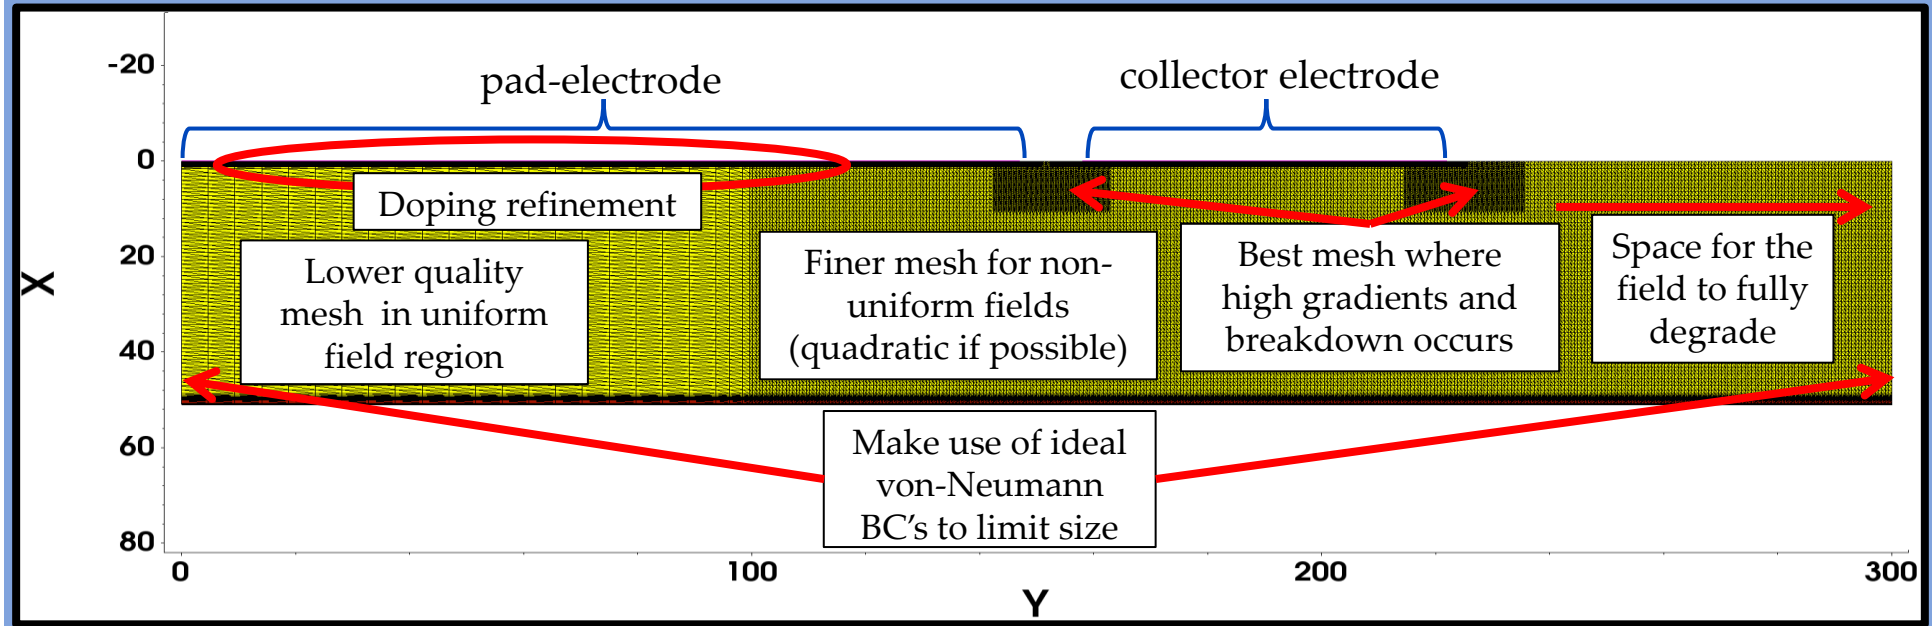 pad-electrode
collector electrode
-20
0
20
40
60
80
X
Doping refinement
Lower quality
mesh in uniform
field region
Finer mesh for non-
uniform fields
(quadratic if possible)
Best mesh where
high gradients and
breakdown occurs
Space for the
field to fully
degrade
Make use of ideal
von-Neumann
BC's to limit size
0
100
200
300
Y